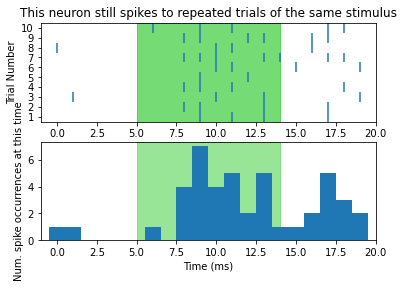 This neuron still spikes to repeated trials of the same stimulus
Trial Number
10
9
8
7
6
5
4
3
2
1
0.0 2.5 5.0 7.5 10.0 12.5 15.0 17.5 20.0
Num. spike occurrences at this time
6
4
2
0
0.0 2.5 5.0 7.5 10.0 12.5 15.0 17.5 20.0
Time (ms)